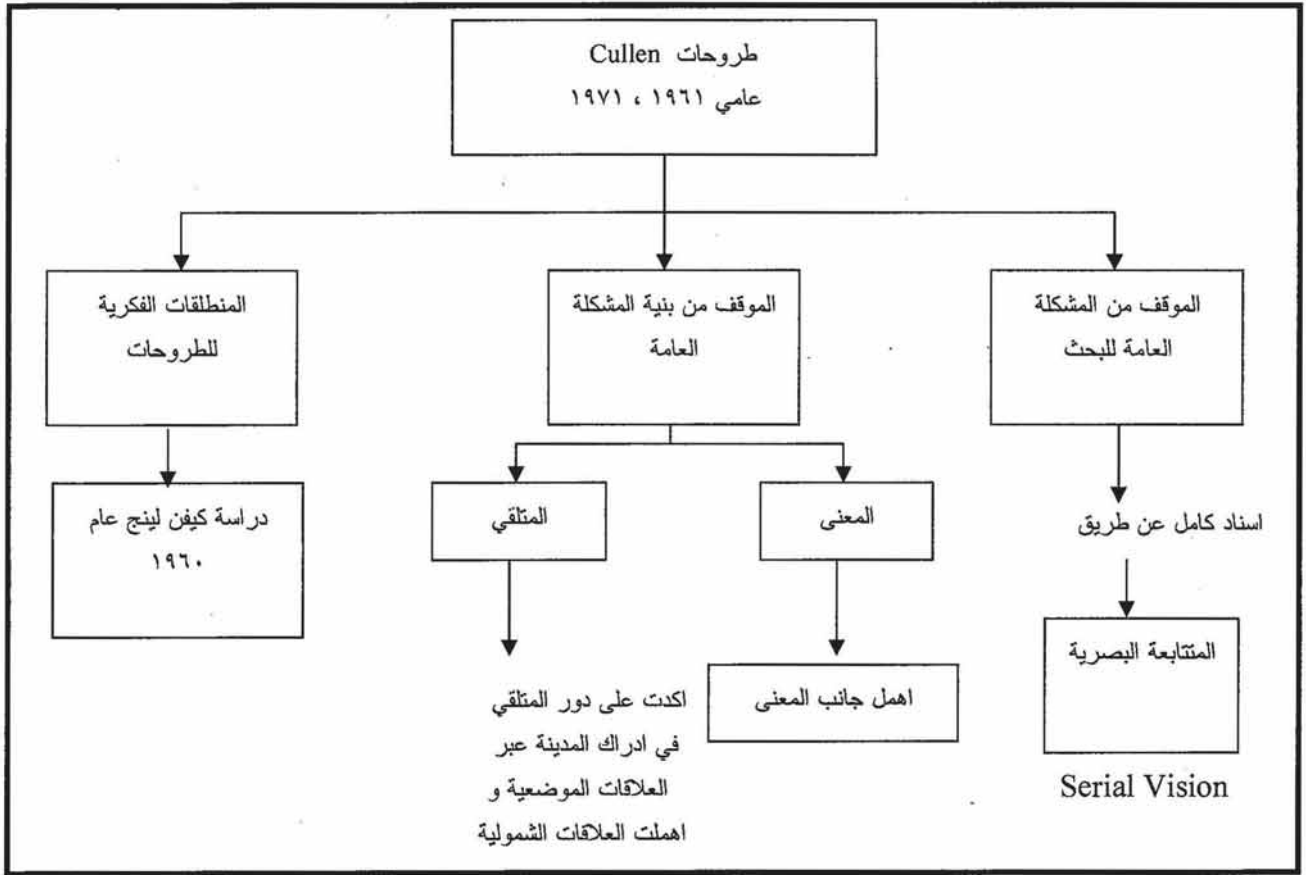 طروحات Cullen
عامي ١٩٦١ ، ١٩٧١
الموقف من المشكلة
العامة للبحث
الموقف من بنية المشكلة
العامة
المنطلقات الفكرية
للطروحات
اسناد كامل عن طريق
المتتابعة البصرية
Serial Vision
المعنى
اهمل جانب المعنى
المتلقي
اكدت على دور المتلقي
في ادراك المدينة عبر
العلاقات الموضعية و
اهملت العلاقات الشمولية
دراسة كيفن لينج عام
١٩٦٠